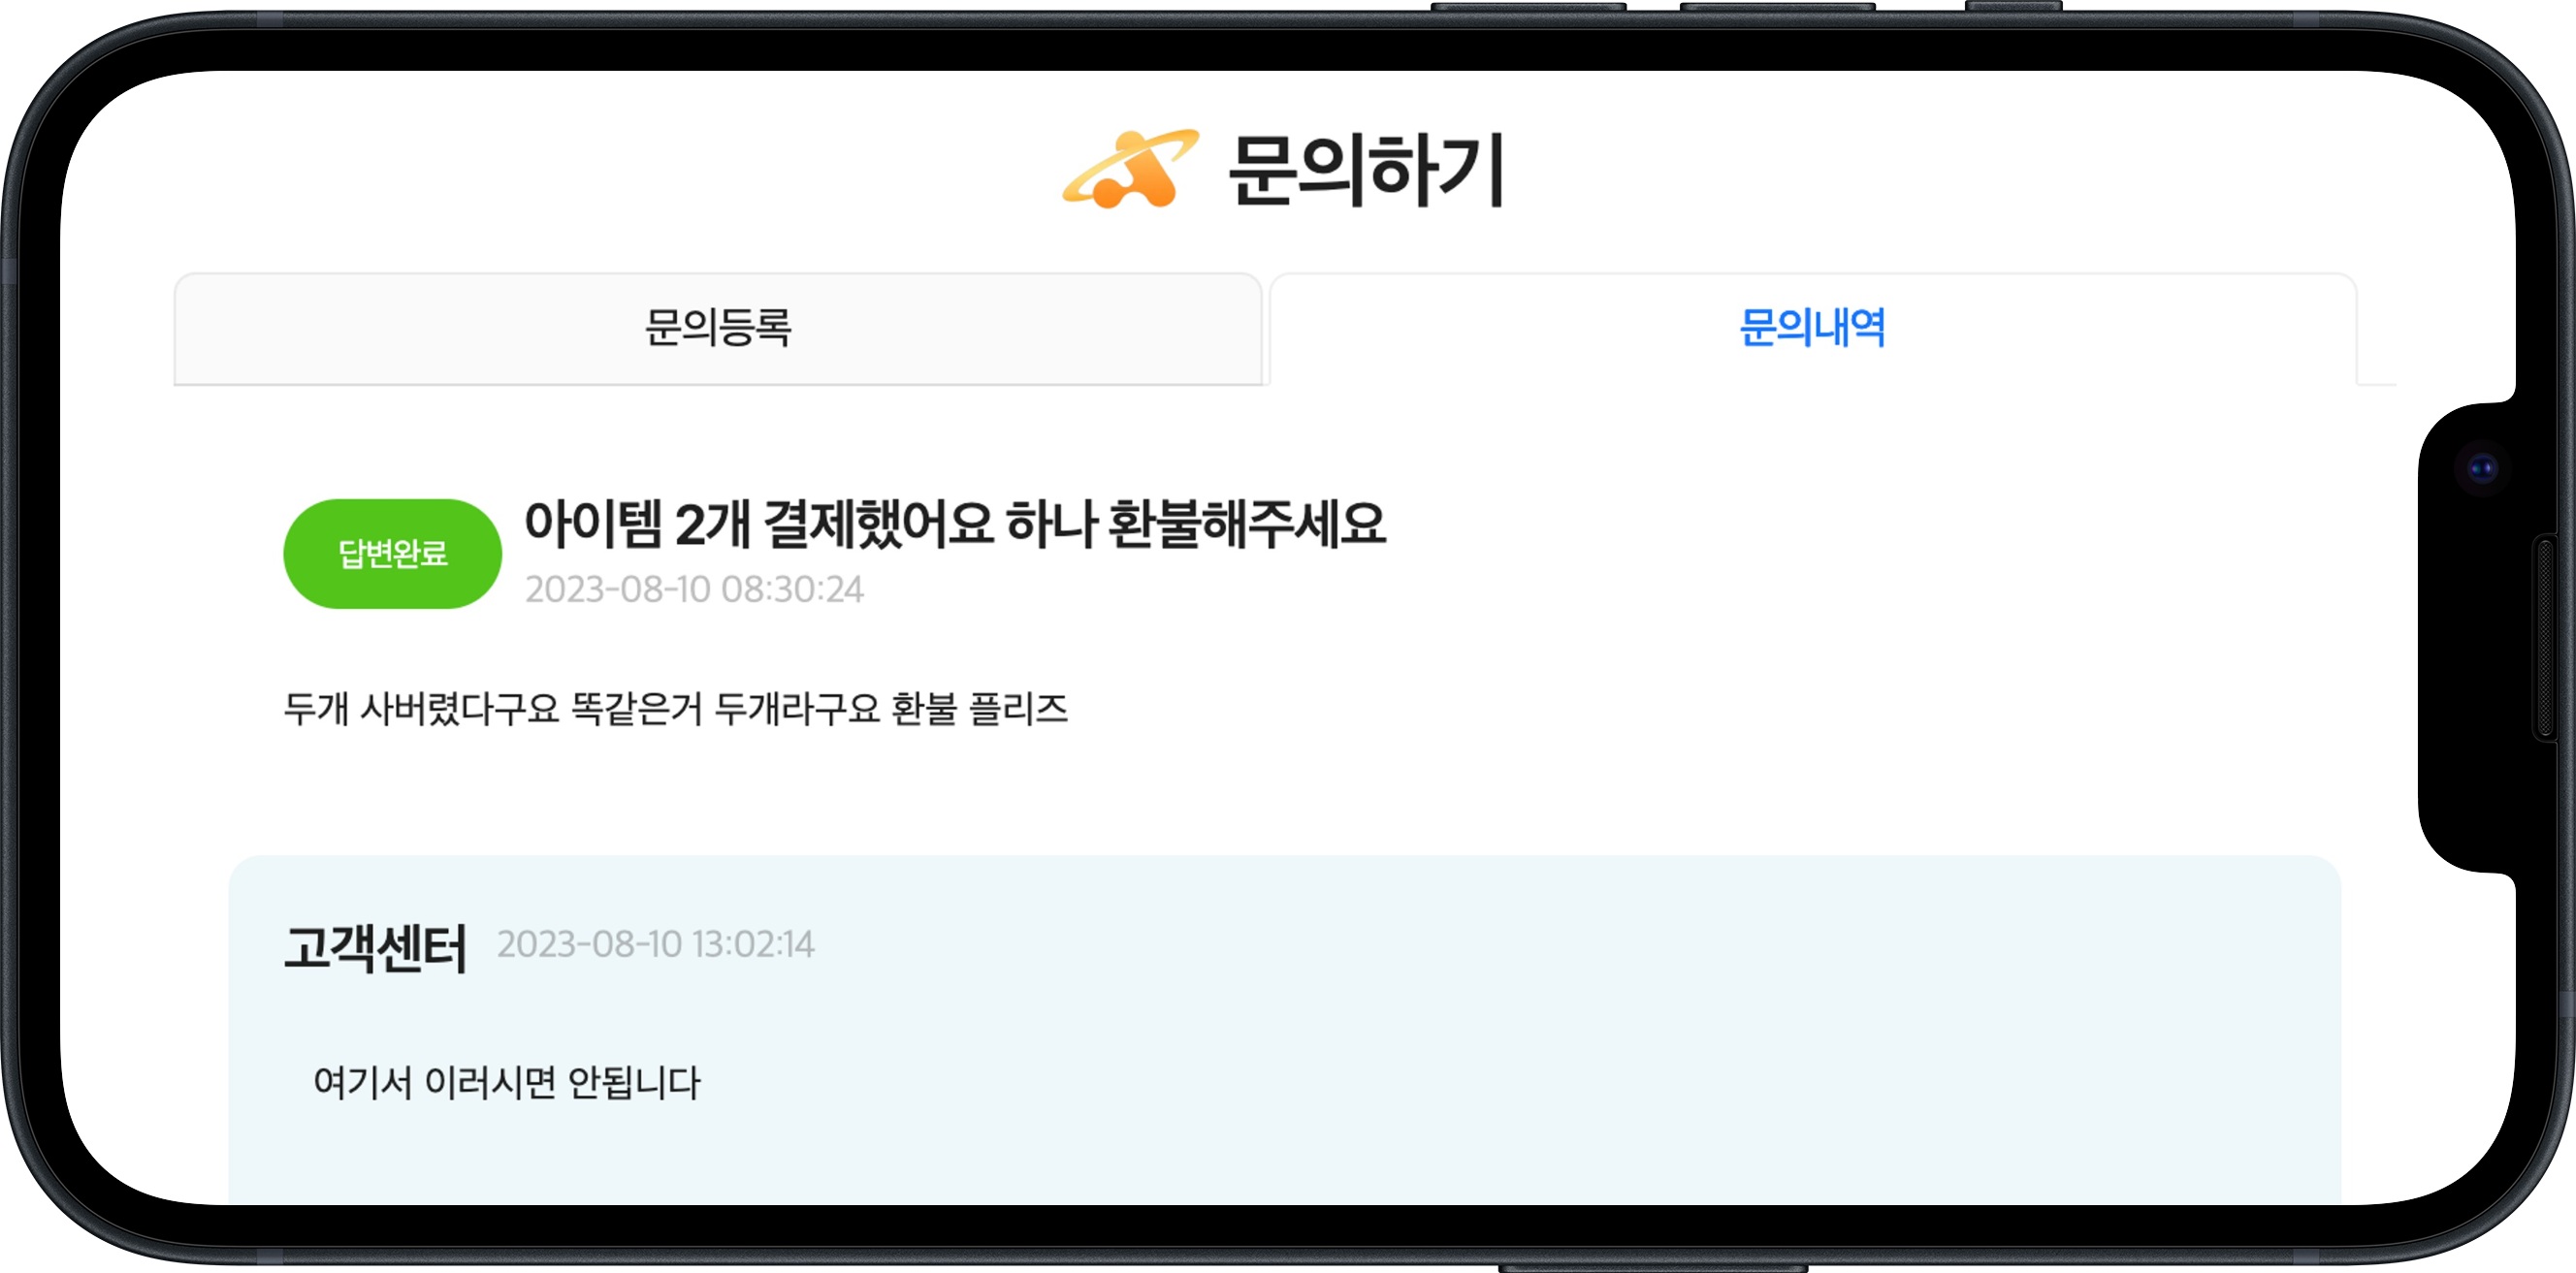 문의하기
문의등록
문의내역
답변완료
아이템 2개 결제했어요 하나 환불해주세요
2023-08-10 08:30:24
두개 사버렸다구요 똑같은거 두개라구요 환불 플리즈
고객센터 2023-08-10 13:02:14
여기서 이러시면 안됩니다